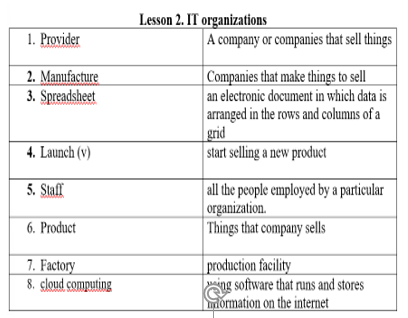 Lesson 2. IT organizations
1. Provider A company or companies that sell things
2. Manufacture Companies that make things to sell
3. Spreadsheet an electronic document in which data is
arranged in the rows and columns of a
grid
4. Launch (v) start selling a new product
5. Staff all the people employed by a particular
organization.
6. Product Things that company sells
7. Factory production facility
8. cloud computing using software that runs and stores
information on the internet